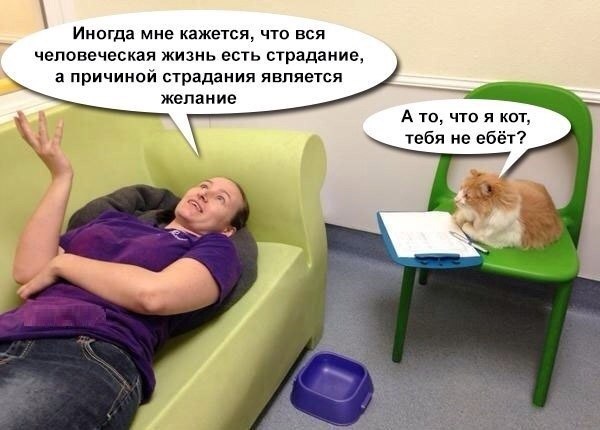 Иногда мне кажется, что вся
человеческая жизнь есть страдание,
а причиной страдания является
желание
А то, что я кот,
тебя не ебёт?